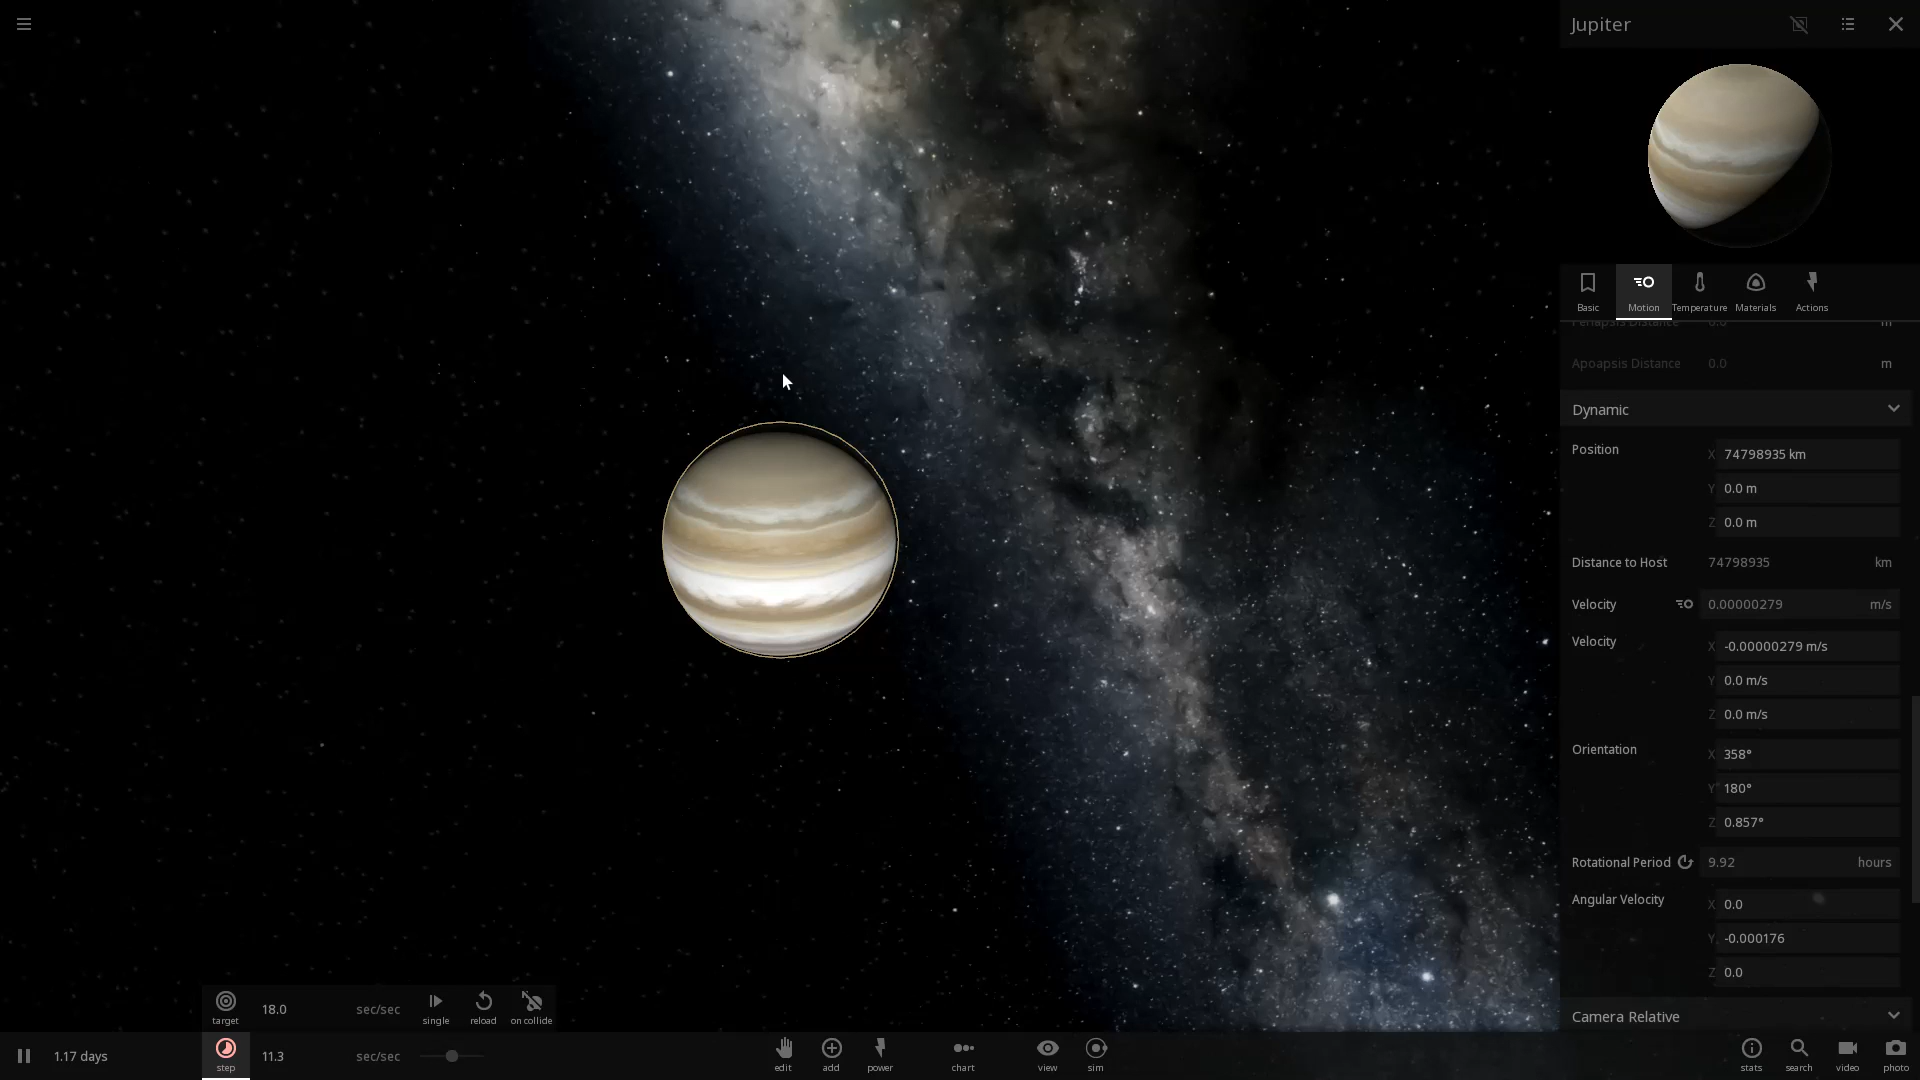 Jupiter
Basic
Motion
Temperature
Materials
Actions
Periapsis Distance 0.0 m
Apoapsis Distance 0.0 m
Dynamic
Position X 74798935 km
Y 0.0 m
Z 0.0 m
Distance to Host 74798935 km
Velocity 0.00000279 m/s
Velocity X -0.00000279 m/s
Y 0.0 m/s
Z 0.0 m/s
Orientation X 358°
Y 180°
Z 0.857°
Rotational Period 9.92 hours
Angular Velocity X 0.0
Y -0.000176
Z 0.0
Camera Relative
18.0 sec/sec
target
single
reload
on collide
1.17 days
step
11.3 sec/sec
edit
add
power
chart
view
sim
stats
search
video
photo